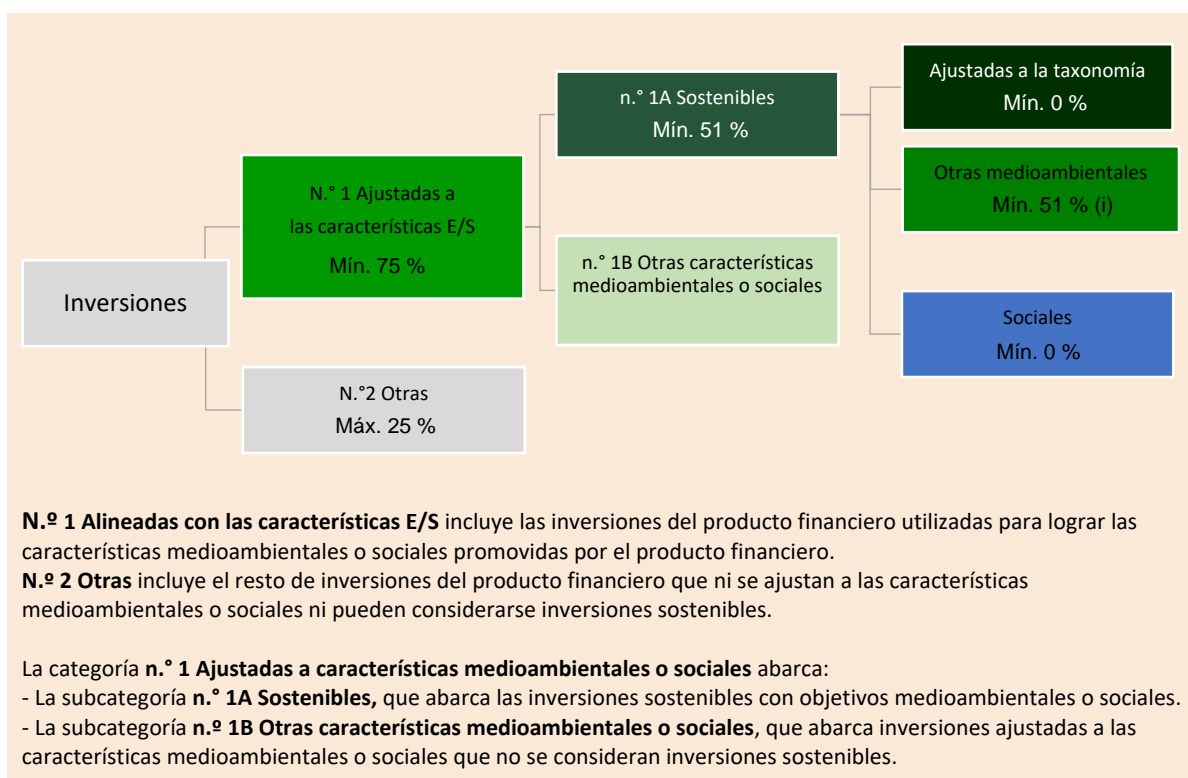 Inversiones
N.° 1 Ajustadas a
las características E/S
Mín. 75 %
N.°2 Otras
Máx. 25 %
n.° 1A Sostenibles
Mín. 51 %
n.° 1B Otras características
medioambientales o sociales
Ajustadas a la taxonomía
Mín. 0 %
Otras medioambientales
Mín. 51 % (i)
Sociales
Mín. 0 %
N.º 1 Alineadas con las características E/S incluye las inversiones del producto financiero utilizadas para lograr las
características medioambientales o sociales promovidas por el producto financiero.
N.º 2 Otras incluye el resto de inversiones del producto financiero que ni se ajustan a las características
medioambientales o sociales ni pueden considerarse inversiones sostenibles.
La categoría n.° 1 Ajustadas a características medioambientales o sociales abarca:
- La subcategoría n.° 1A Sostenibles, que abarca las inversiones sostenibles con objetivos medioambientales o sociales.
- La subcategoría n.º 1B Otras características medioambientales o sociales, que abarca inversiones ajustadas a las
características medioambientales o sociales que no se consideran inversiones sostenibles.